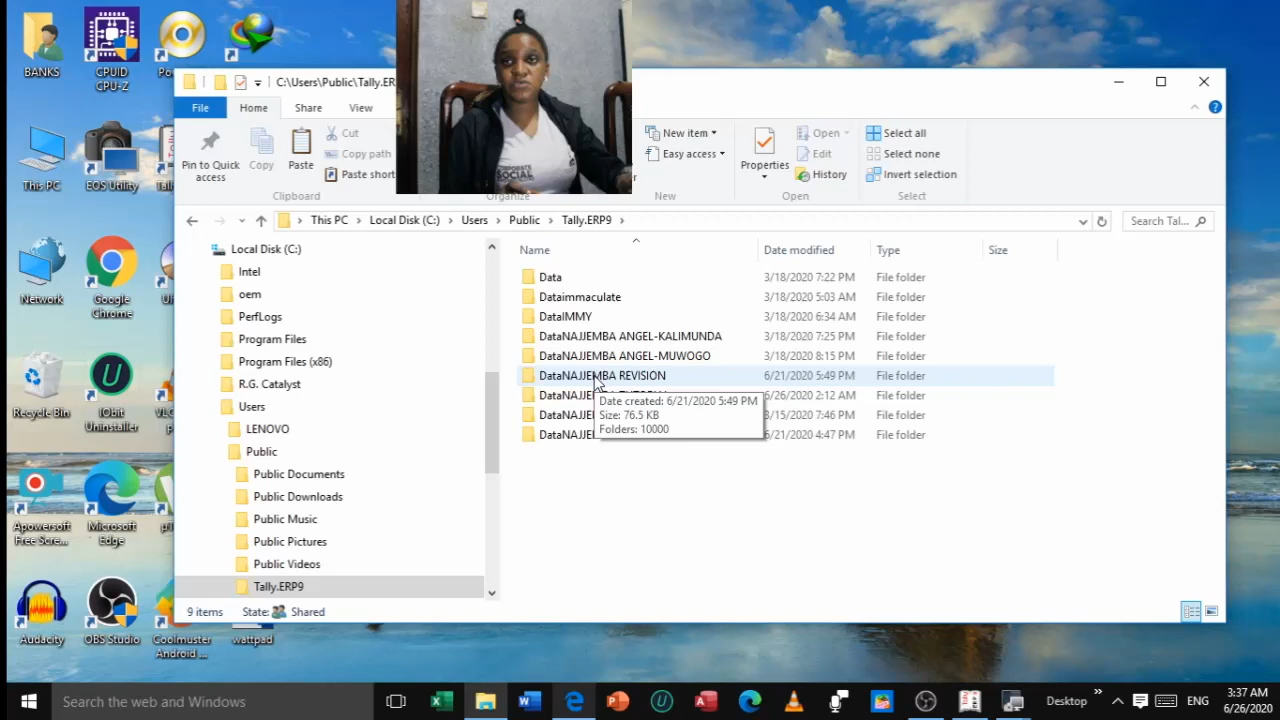 BANKS
CPUID
CPU-Z
This PC
EOS Utility
Network
Google
Chrome
Recycle Bin
IObit
Uninstaller
Apowersoft
Free Scre...
Microsoft
Edge
Audacity
OBS Studio
Coolmuster
Android ...
wattpad
C:\Users\Public\Tally.ER
File
Home
Share
View
Pin to Quick
access
Copy
Paste
Cut
Copy path
Paste short
Clipboard
Organize
New item
Easy access
New
Properties
Open
Edit
History
Open
Select all
Select none
Invert selection
Select
This PC > Local Disk (C:) > Users > Public > Tally.ERP9 >
Search Tal...
Local Disk (C:)
Intel
oem
PerfLogs
Program Files
Program Files (x86)
R.G. Catalyst
Users
LENOVO
Public
Public Documents
Public Downloads
Public Music
Public Pictures
Public Videos
Tally.ERP9
Name Date modified Type Size
Data 3/18/2020 7:22 PM File folder
Dataimmaculate 3/18/2020 5:03 AM File folder
DataIMMY 3/18/2020 6:34 AM File folder
DataNAJJEMBA ANGEL-KALIMUNDA 3/18/2020 7:25 PM File folder
DataNAJJEMBA ANGEL-MUWOGO 3/18/2020 8:15 PM File folder
DataNAJJEMBA REVISION 6/21/2020 5:49 PM File folder
6/26/2020 2:12 AM File folder
3/15/2020 7:46 PM File folder
6/21/2020 4:47 PM File folder
Date created: 6/21/2020 5:49 PM
Size: 76.5 KB
Folders: 10000
9 items State: Shared
Search the web and Windows
Desktop
ENG
3:37 AM
6/26/2020